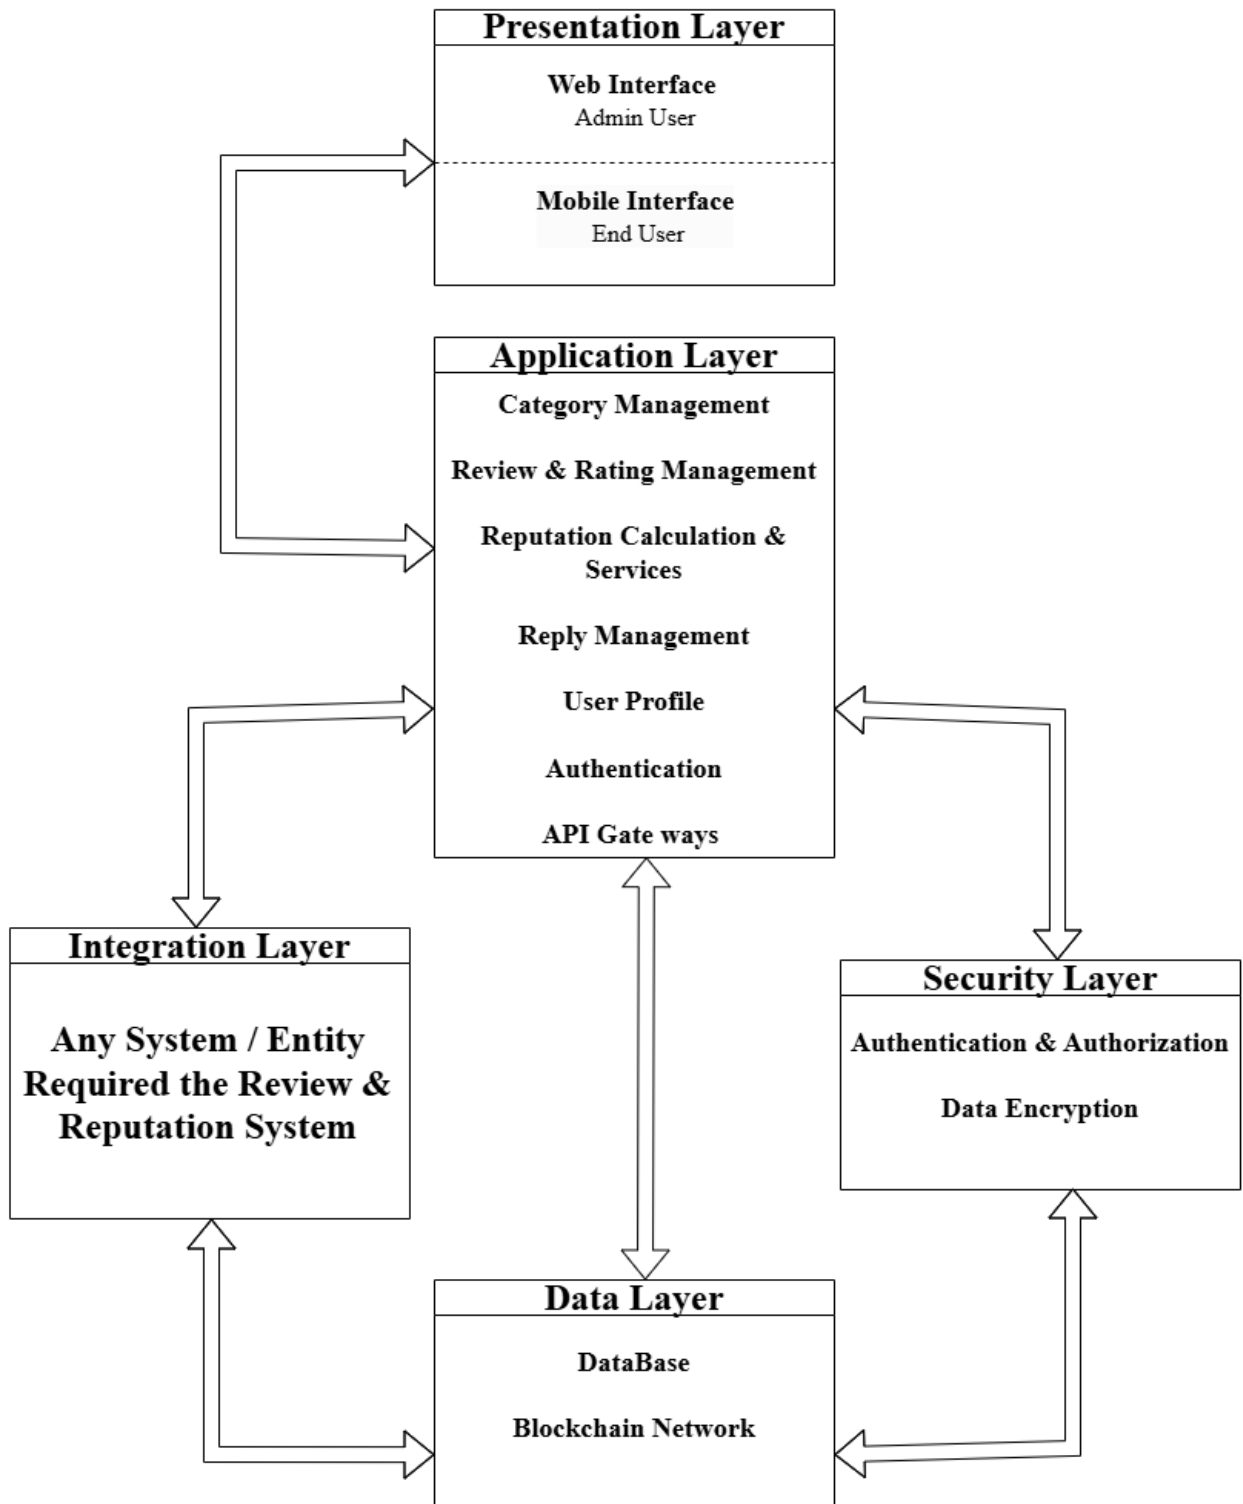 Presentation Layer
Web Interface
Admin User
Mobile Interface
End User
Application Layer
Category Management
Review & Rating Management
Reputation Calculation &
Services
Reply Management
User Profile
Authentication
API Gate ways
Integration Layer
Any System / Entity
Required the Review &
Reputation System
Security Layer
Authentication & Authorization
Data Encryption
Data Layer
DataBase
Blockchain Network